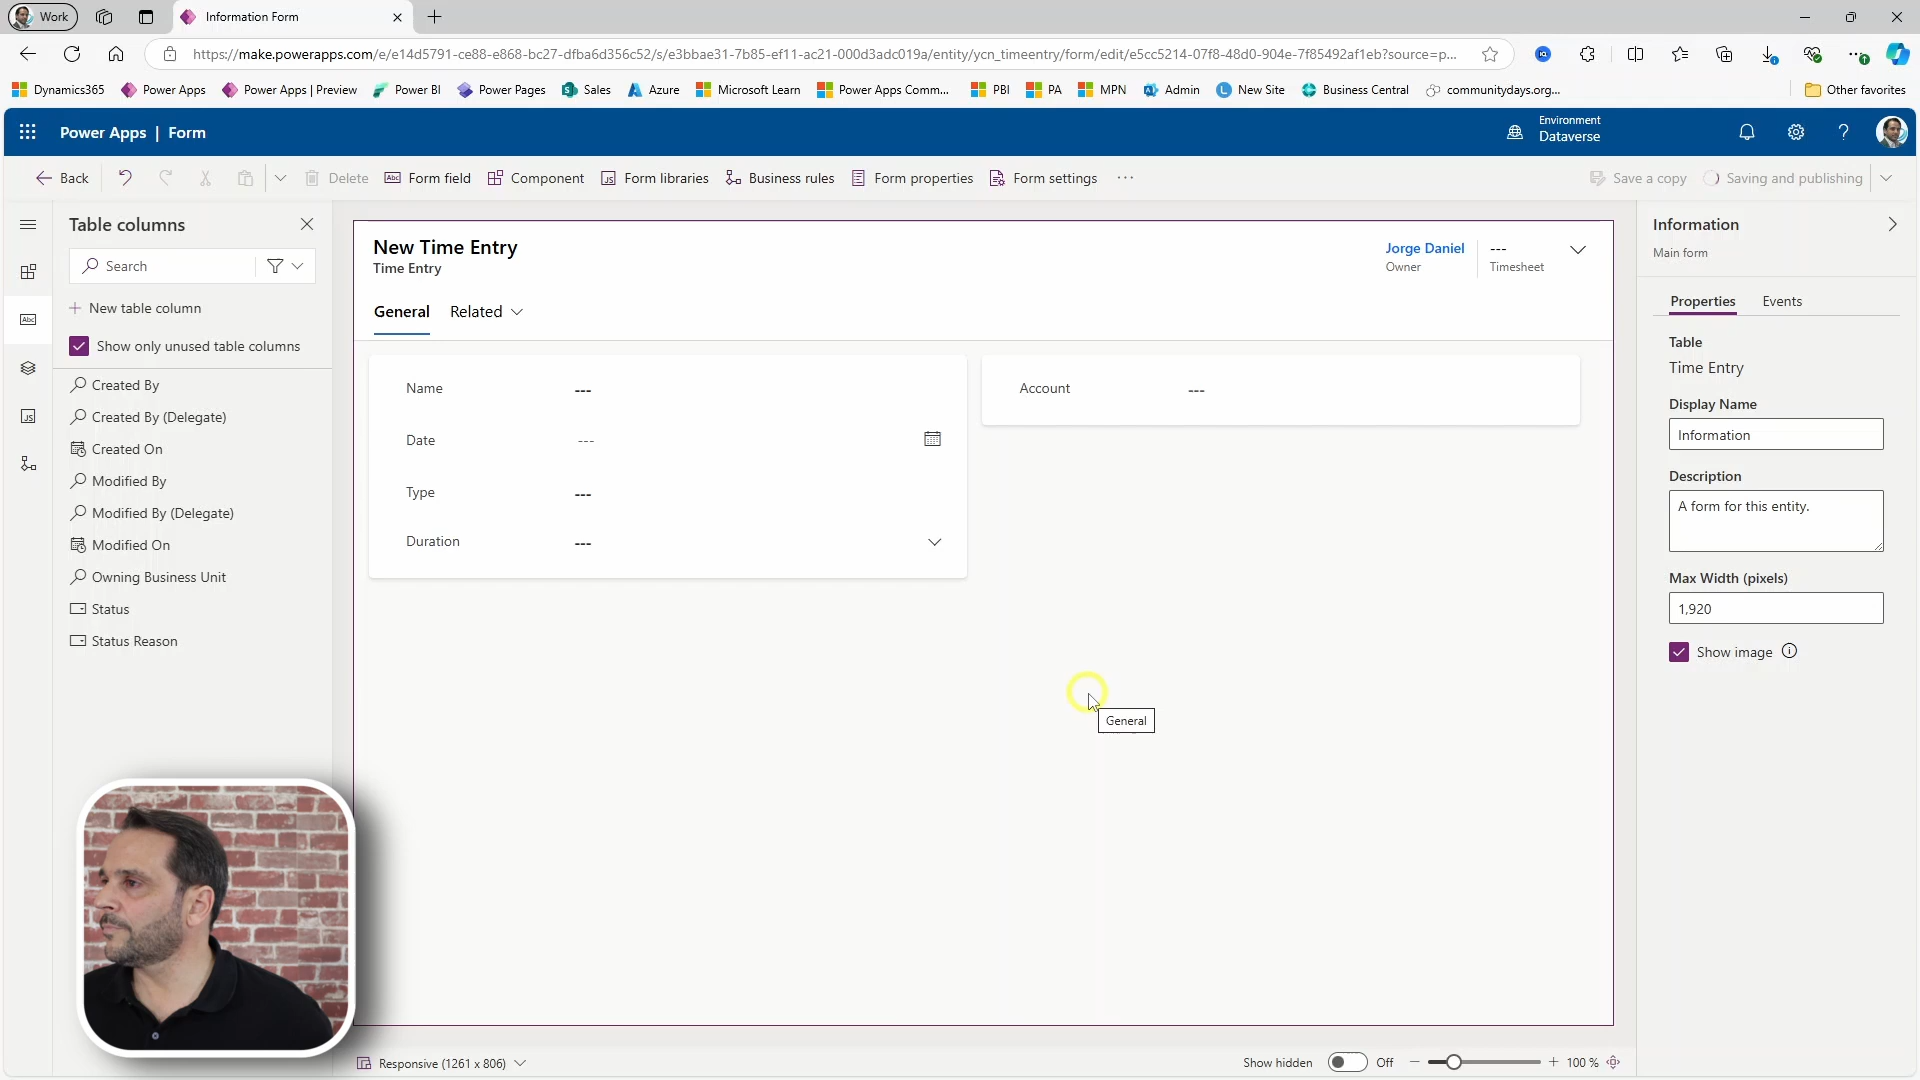 Work
Information Form
https://make.powerapps.com/e/e14d5791-ce88-e868-bc27-dfba6d356c52/s/e3bbae31-7b85-ef11-ac21-000d3adc019a/entity/ycn_timeentry/form/edit/e5cc5214-07f8-48d0-904e-7f85492af1eb?source=p...
Dynamics365
Power Apps
Power Apps | Preview
Power BI
Power Pages
Sales
Azure
Microsoft Learn
Power Apps Comm...
PBI
PA
MPN
Admin
New Site
Business Central
communitydays.org...
Other favorites
Power Apps | Form
Environment
Dataverse
Back
Delete
Abc Form field
Component
JS Form libraries
Business rules
Form properties
Form settings
...
Save a copy
Saving and publishing
Table columns
Search
+ New table column
Show only unused table columns
Created By
Created By (Delegate)
Created On
Modified By
Modified By (Delegate)
Modified On
Owning Business Unit
Status
Status Reason
Abc
JS
New Time Entry
Time Entry
Jorge Daniel
Owner
---
Timesheet
General
Related
Name ---
Date ---
Type ---
Duration ---
Account ---
General
Information
Main form
Properties
Events
Table
Time Entry
Display Name
Information
Description
A form for this entity.
Max Width (pixels)
1,920
Show image
Responsive (1261 x 806)
Show hidden
Off
100 %